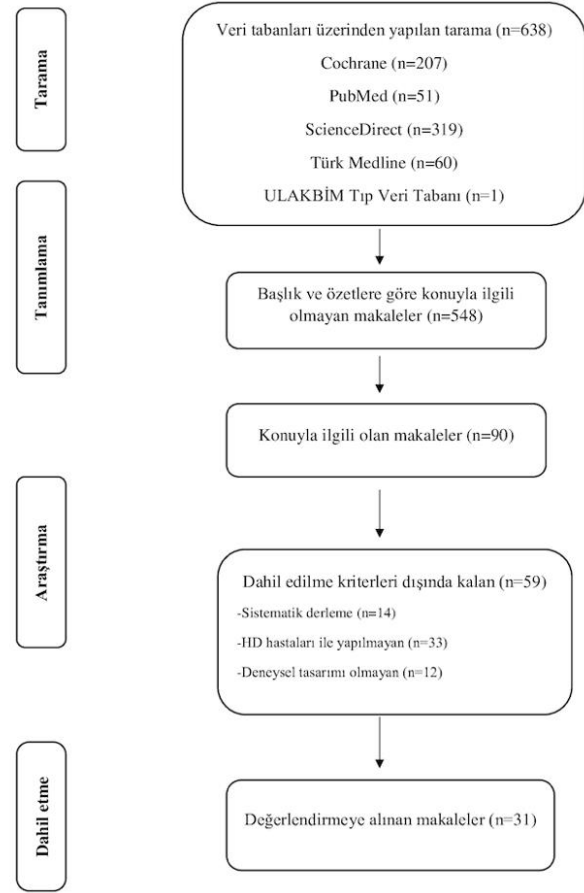 Tarama
Veri tabanları üzerinden yapılan tarama (n=638)
Cochrane (n=207)
PubMed (n=51)
ScienceDirect (n=319)
Türk Medline (n=60)
ULAKBİM Tıp Veri Tabanı (n=1)
Tanımlama
Başlık ve özetlere göre konuyla ilgili
olmayan makaleler (n=548)
Konuyla ilgili olan makaleler (n=90)
Araştırma
Dahil edilme kriterleri dışında kalan (n=59)
-Sistematik derleme (n=14)
-HD hastaları ile yapılmayan (n=33)
-Deneysel tasarımı olmayan (n=12)
Dahil etme
Değerlendirmeye alınan makaleler (n=31)